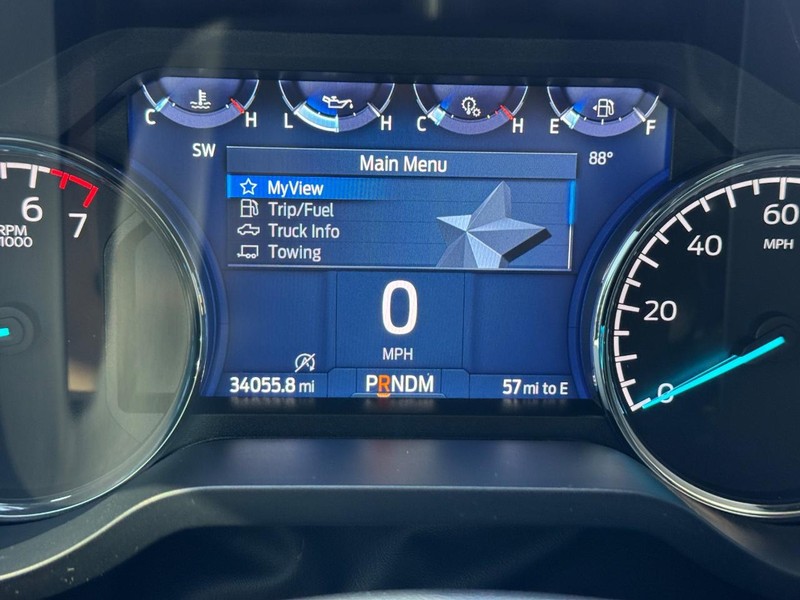 C H L H C H E F
SW
88°
Main Menu
MyView
Trip/Fuel
Truck Info
Towing
0
MPH
34055.8 mi
PRNDM
57 mi to E
6
7
RPM
1000
0
20
40
60
MPH